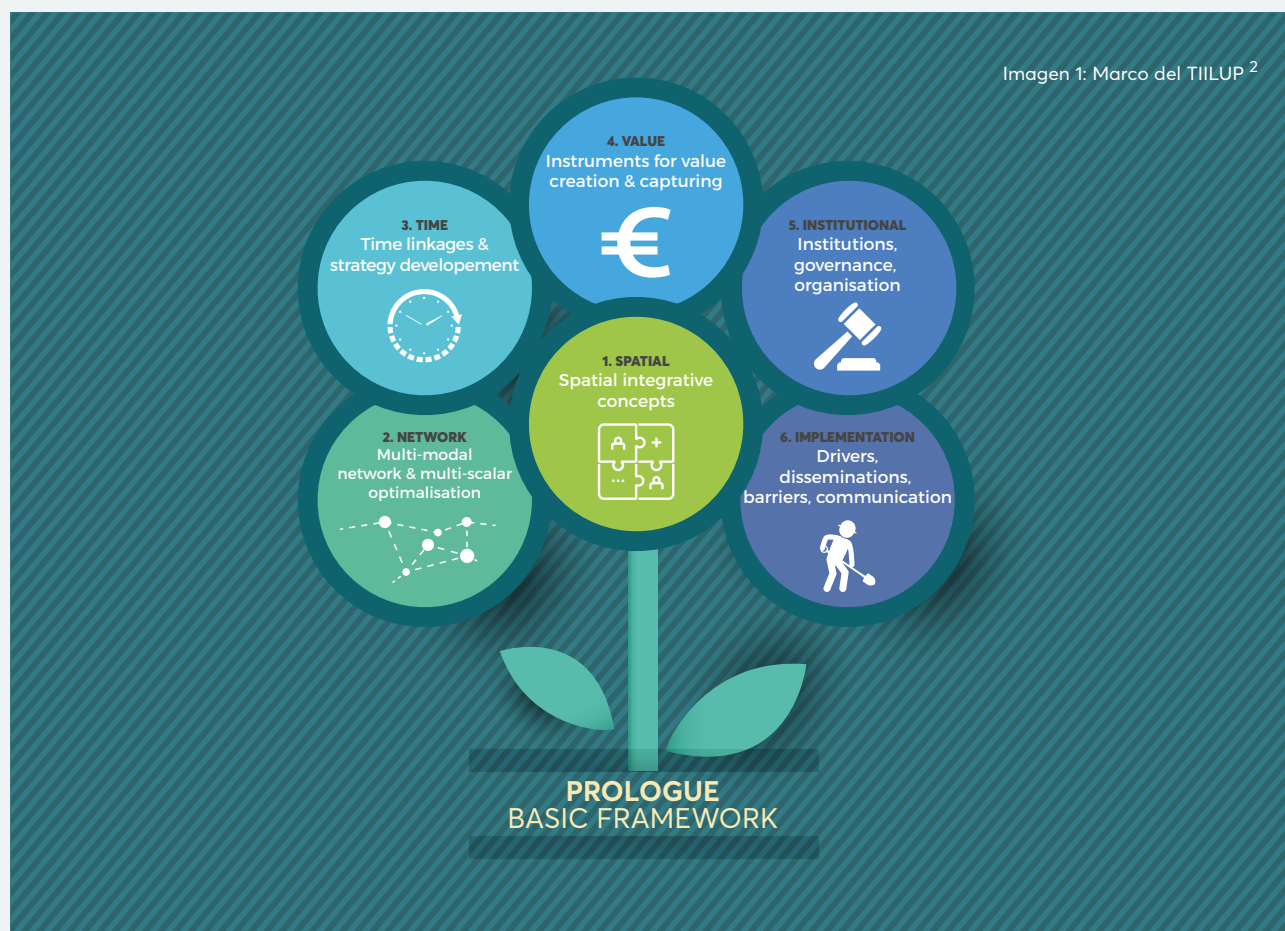 Imagen 1: Marco del TIILUP 2
4. VALUE
Instruments for value
creation & capturing
€
3. TIME
Time linkages &
strategy developement
5. INSTITUTIONAL
Institutions,
governance,
organisation
1. SPATIAL
Spatial integrative
concepts
2. NETWORK
Multi-modal
network & multi-scalar
optimalisation
6. IMPLEMENTATION
Drivers,
disseminations,
barriers, communication
PROLOGUE
BASIC FRAMEWORK